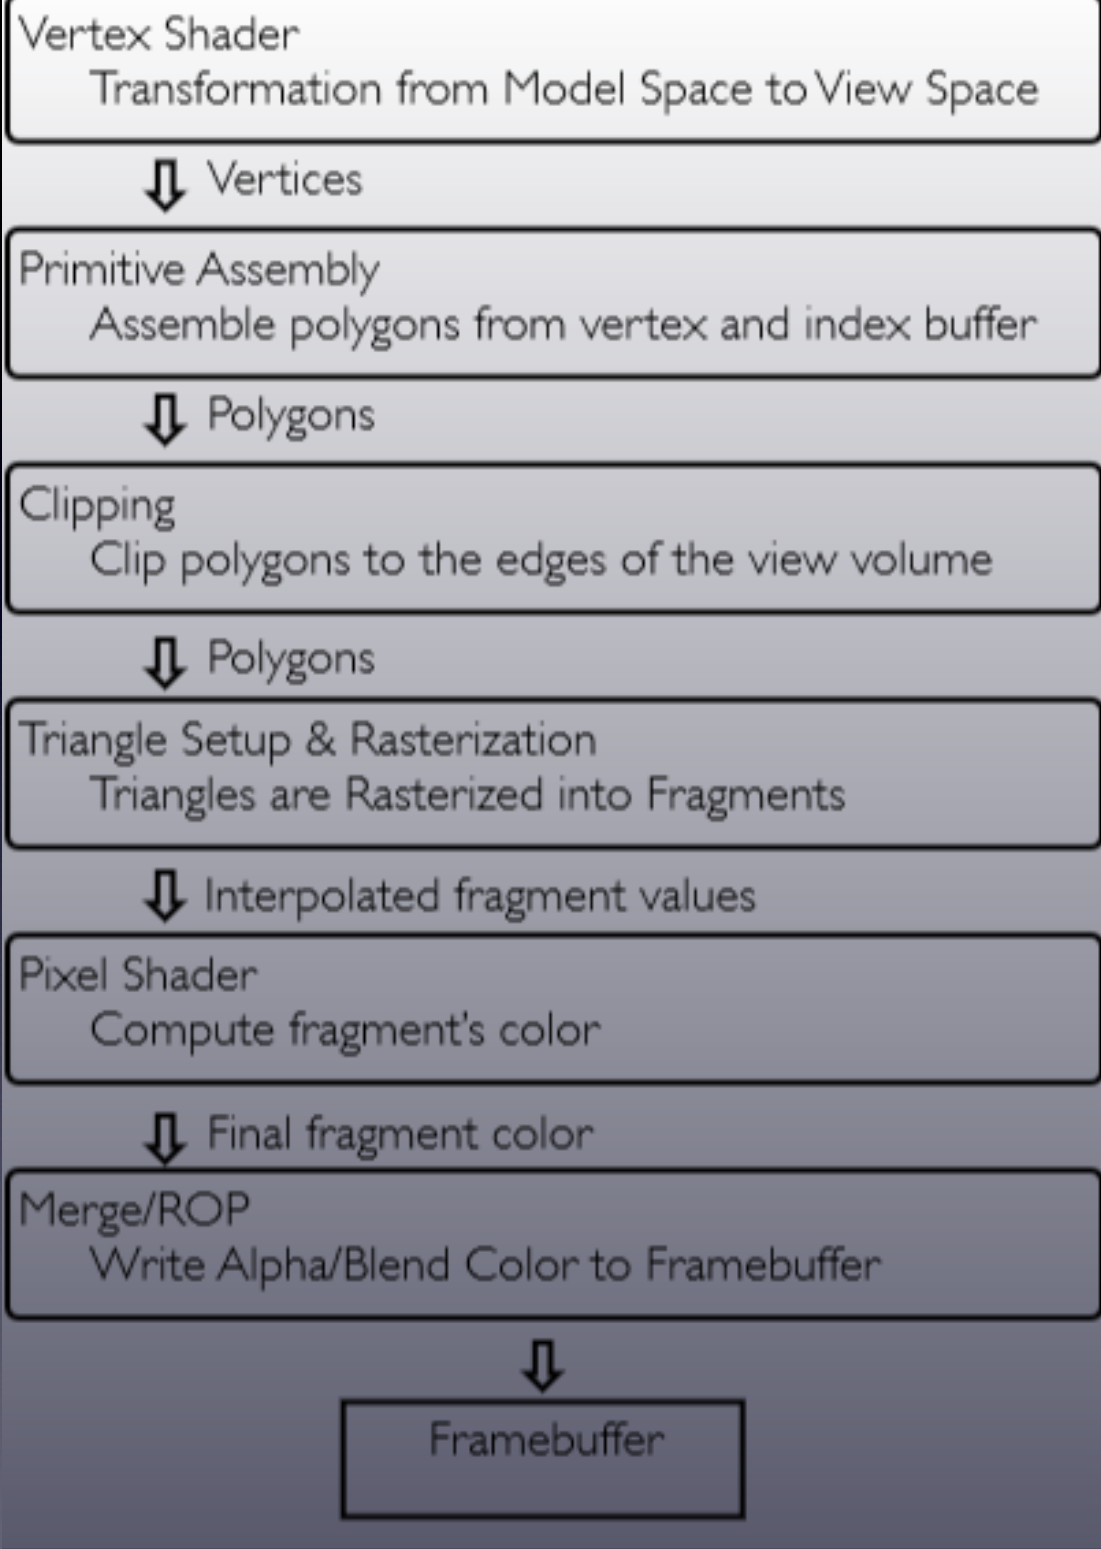 Vertex Shader
Transformation from Model Space to View Space
Vertices
Primitive Assembly
Assemble polygons from vertex and index buffer
Polygons
Clipping
Clip polygons to the edges of the view volume
Polygons
Triangle Setup & Rasterization
Triangles are Rasterized into Fragments
Interpolated fragment values
Pixel Shader
Compute fragment's color
Final fragment color
Merge/ROP
Write Alpha/Blend Color to Framebuffer
Framebuffer